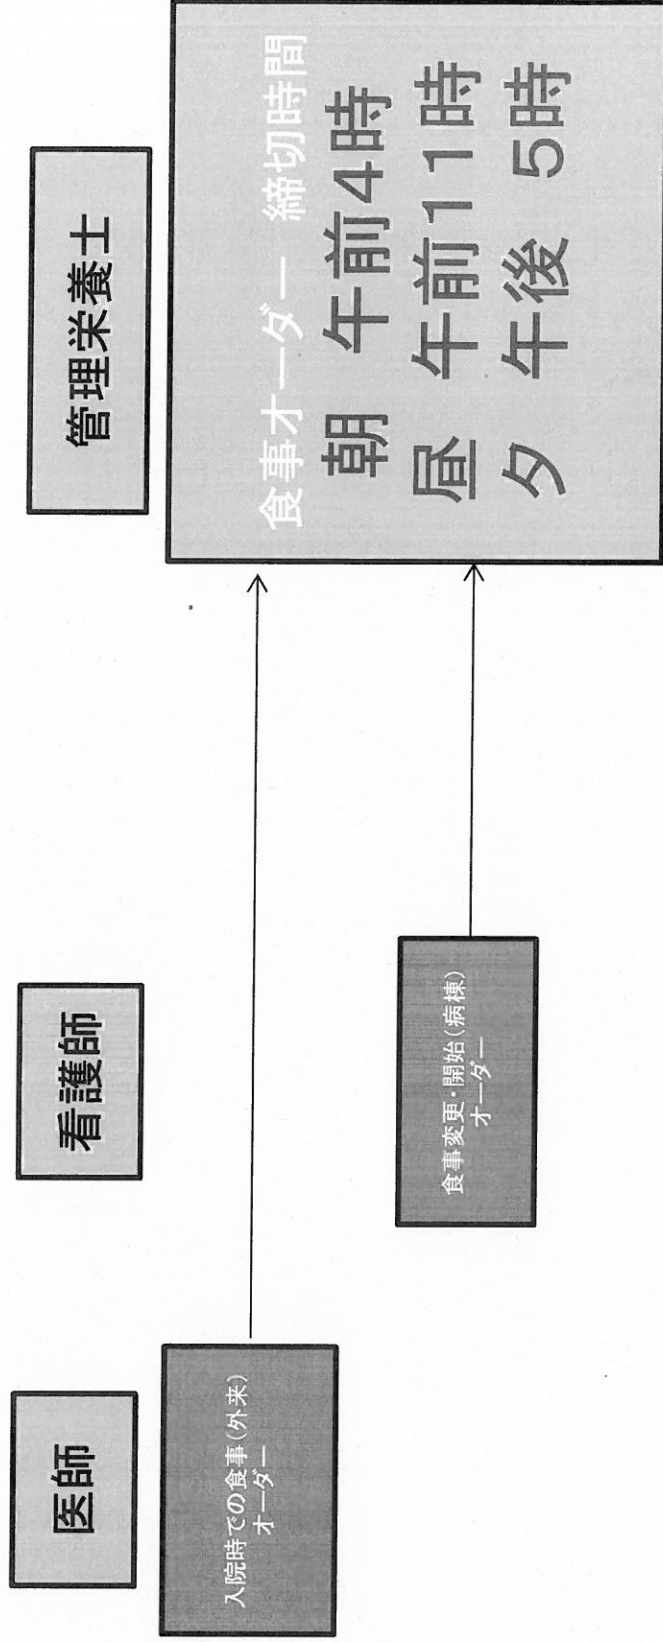 医師
看護師
管理栄養士
入院時での食事(外来)
オーダー
食事変更・開始(病棟)
オーダー
食事オーダー 締切時間
朝 午前4時
昼 午前11時
夕 午後 5時